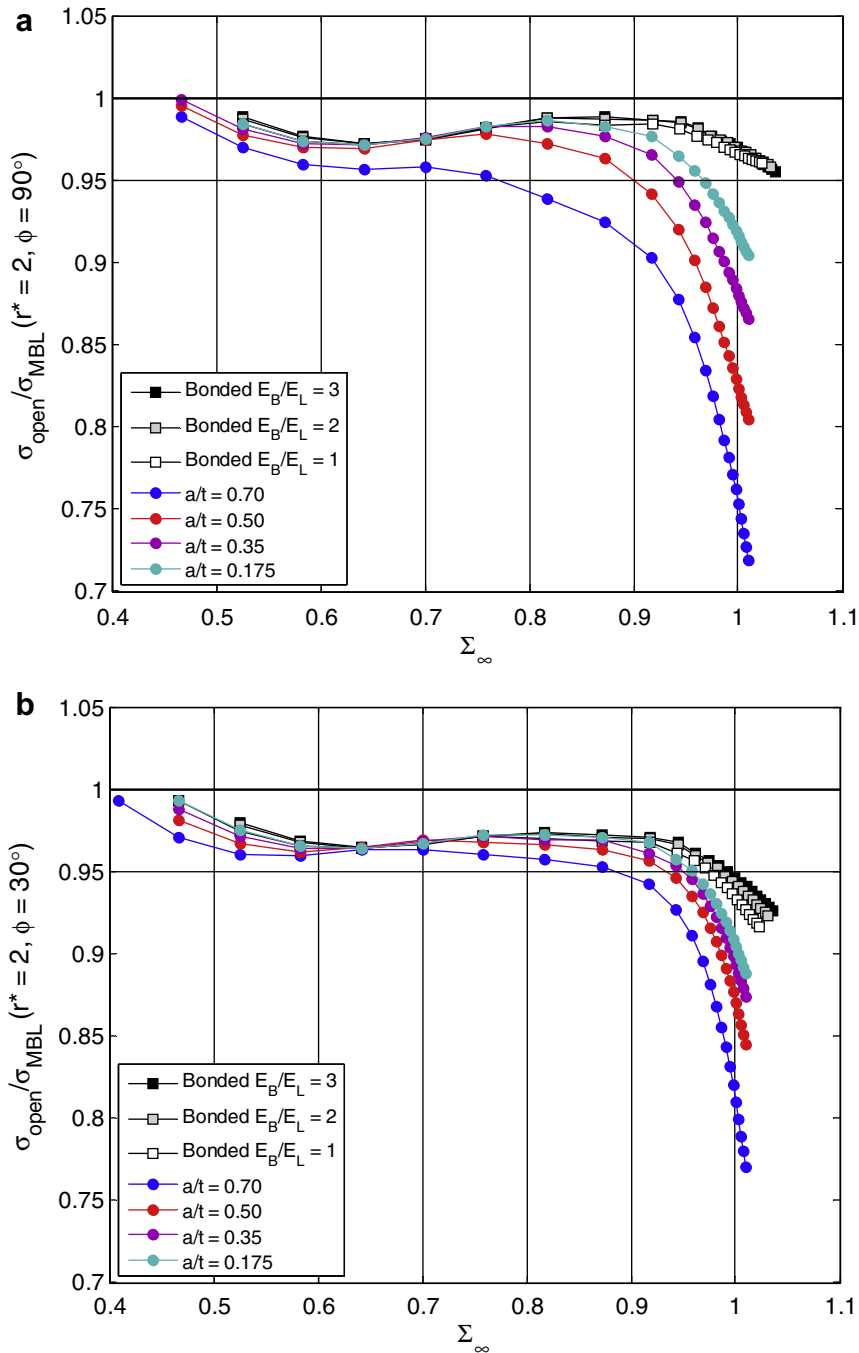 a
1.05
1
0.95
0.9
0.85
0.8
0.75
0.7
σopen/σMBL (r* = 2, ϕ = 90°)
Bonded EB/EL = 3
Bonded EB/EL = 2
Bonded EB/EL = 1
a/t = 0.70
a/t = 0.50
a/t = 0.35
a/t = 0.175
0.4 0.5 0.6 0.7 0.8 0.9 1 1.1
Σ∞
b
1.05
1
0.95
0.9
0.85
0.8
0.75
0.7
σopen/σMBL (r* = 2, ϕ = 30°)
Bonded EB/EL = 3
Bonded EB/EL = 2
Bonded EB/EL = 1
a/t = 0.70
a/t = 0.50
a/t = 0.35
a/t = 0.175
0.4 0.5 0.6 0.7 0.8 0.9 1 1.1
Σ∞